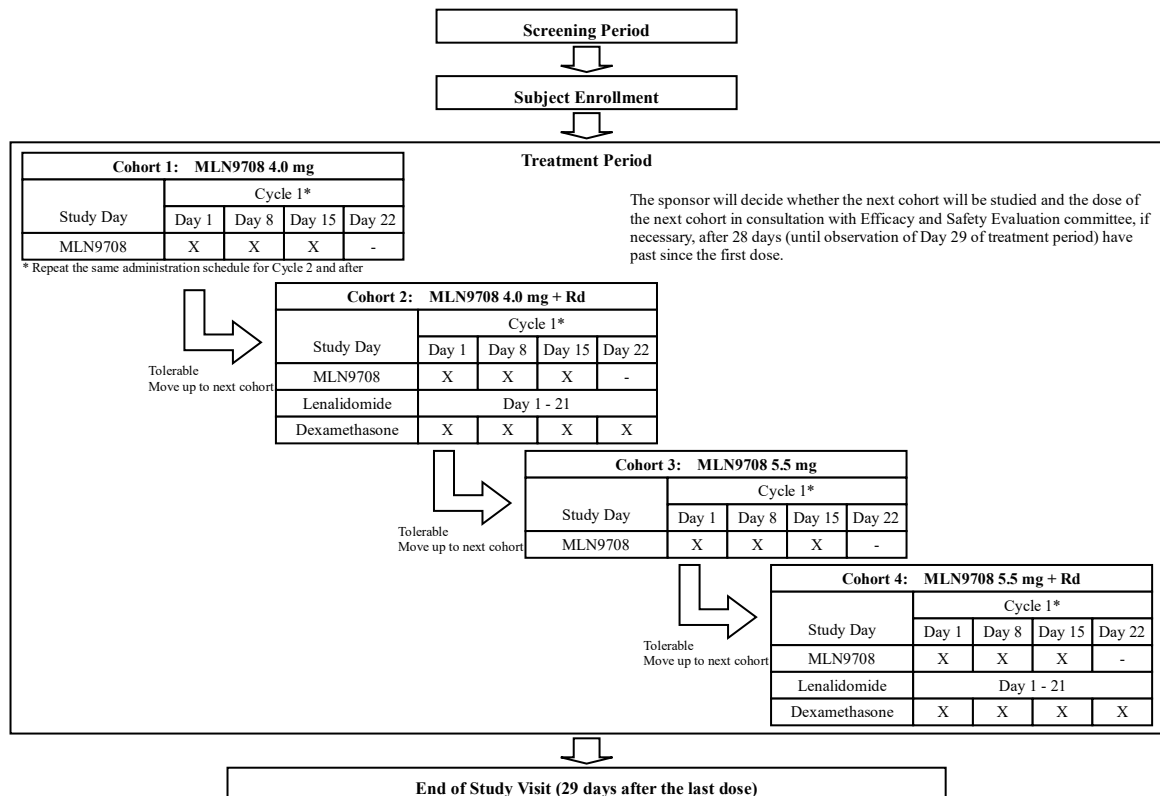 Screening Period
Subject Enrollment
Treatment Period
Cohort 1: MLN9708 4.0 mg
Cycle 1*
Study Day Day 1 Day 8 Day 15 Day 22
MLN9708 X X X -
* Repeat the same administration schedule for Cycle 2 and after
The sponsor will decide whether the next cohort will be studied and the dose of
the next cohort in consultation with Efficacy and Safety Evaluation committee, if
necessary, after 28 days (until observation of Day 29 of treatment period) have
past since the first dose.
Tolerable
Move up to next cohort
Cohort 2: MLN9708 4.0 mg + Rd
Cycle 1*
Study Day Day 1 Day 8 Day 15 Day 22
MLN9708 X X X -
Lenalidomide Day 1 - 21
Dexamethasone X X X X
Tolerable
Move up to next cohort
Cohort 3: MLN9708 5.5 mg
Cycle 1*
Study Day Day 1 Day 8 Day 15 Day 22
MLN9708 X X X -
Tolerable
Move up to next cohort
Cohort 4: MLN9708 5.5 mg + Rd
Cycle 1*
Study Day Day 1 Day 8 Day 15 Day 22
MLN9708 X X X -
Lenalidomide Day 1 - 21
Dexamethasone X X X X
End of Study Visit (29 days after the last dose)